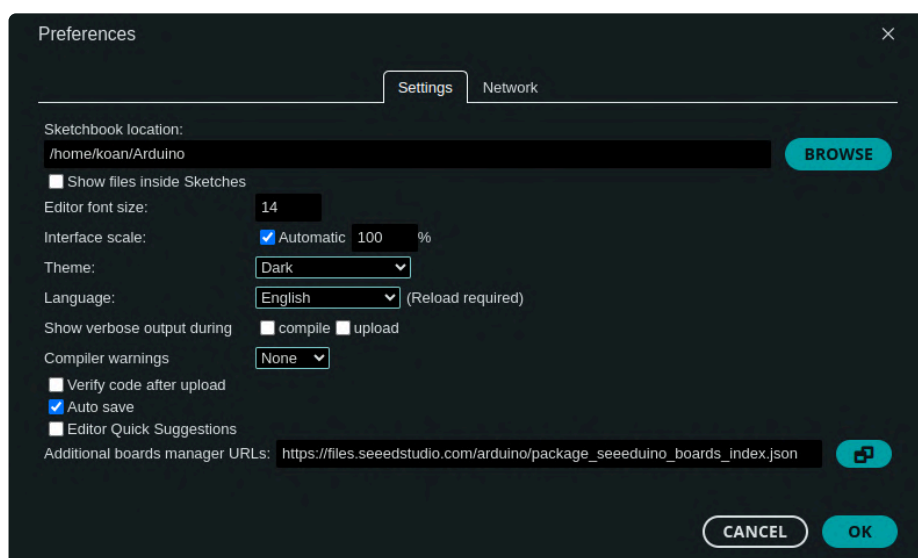 Preferences
Settings Network
Sketchbook location:
/home/koan/Arduino BROWSE
Show files inside Sketches
Editor font size: 14
Interface scale: Automatic 100 %
Theme: Dark
Language: English (Reload required)
Show verbose output during compile upload
Compiler warnings None
Verify code after upload
Auto save
Editor Quick Suggestions
Additional boards manager URLs: https://files.seeedstudio.com/arduino/package_seeeduino_boards_index.json
CANCEL OK